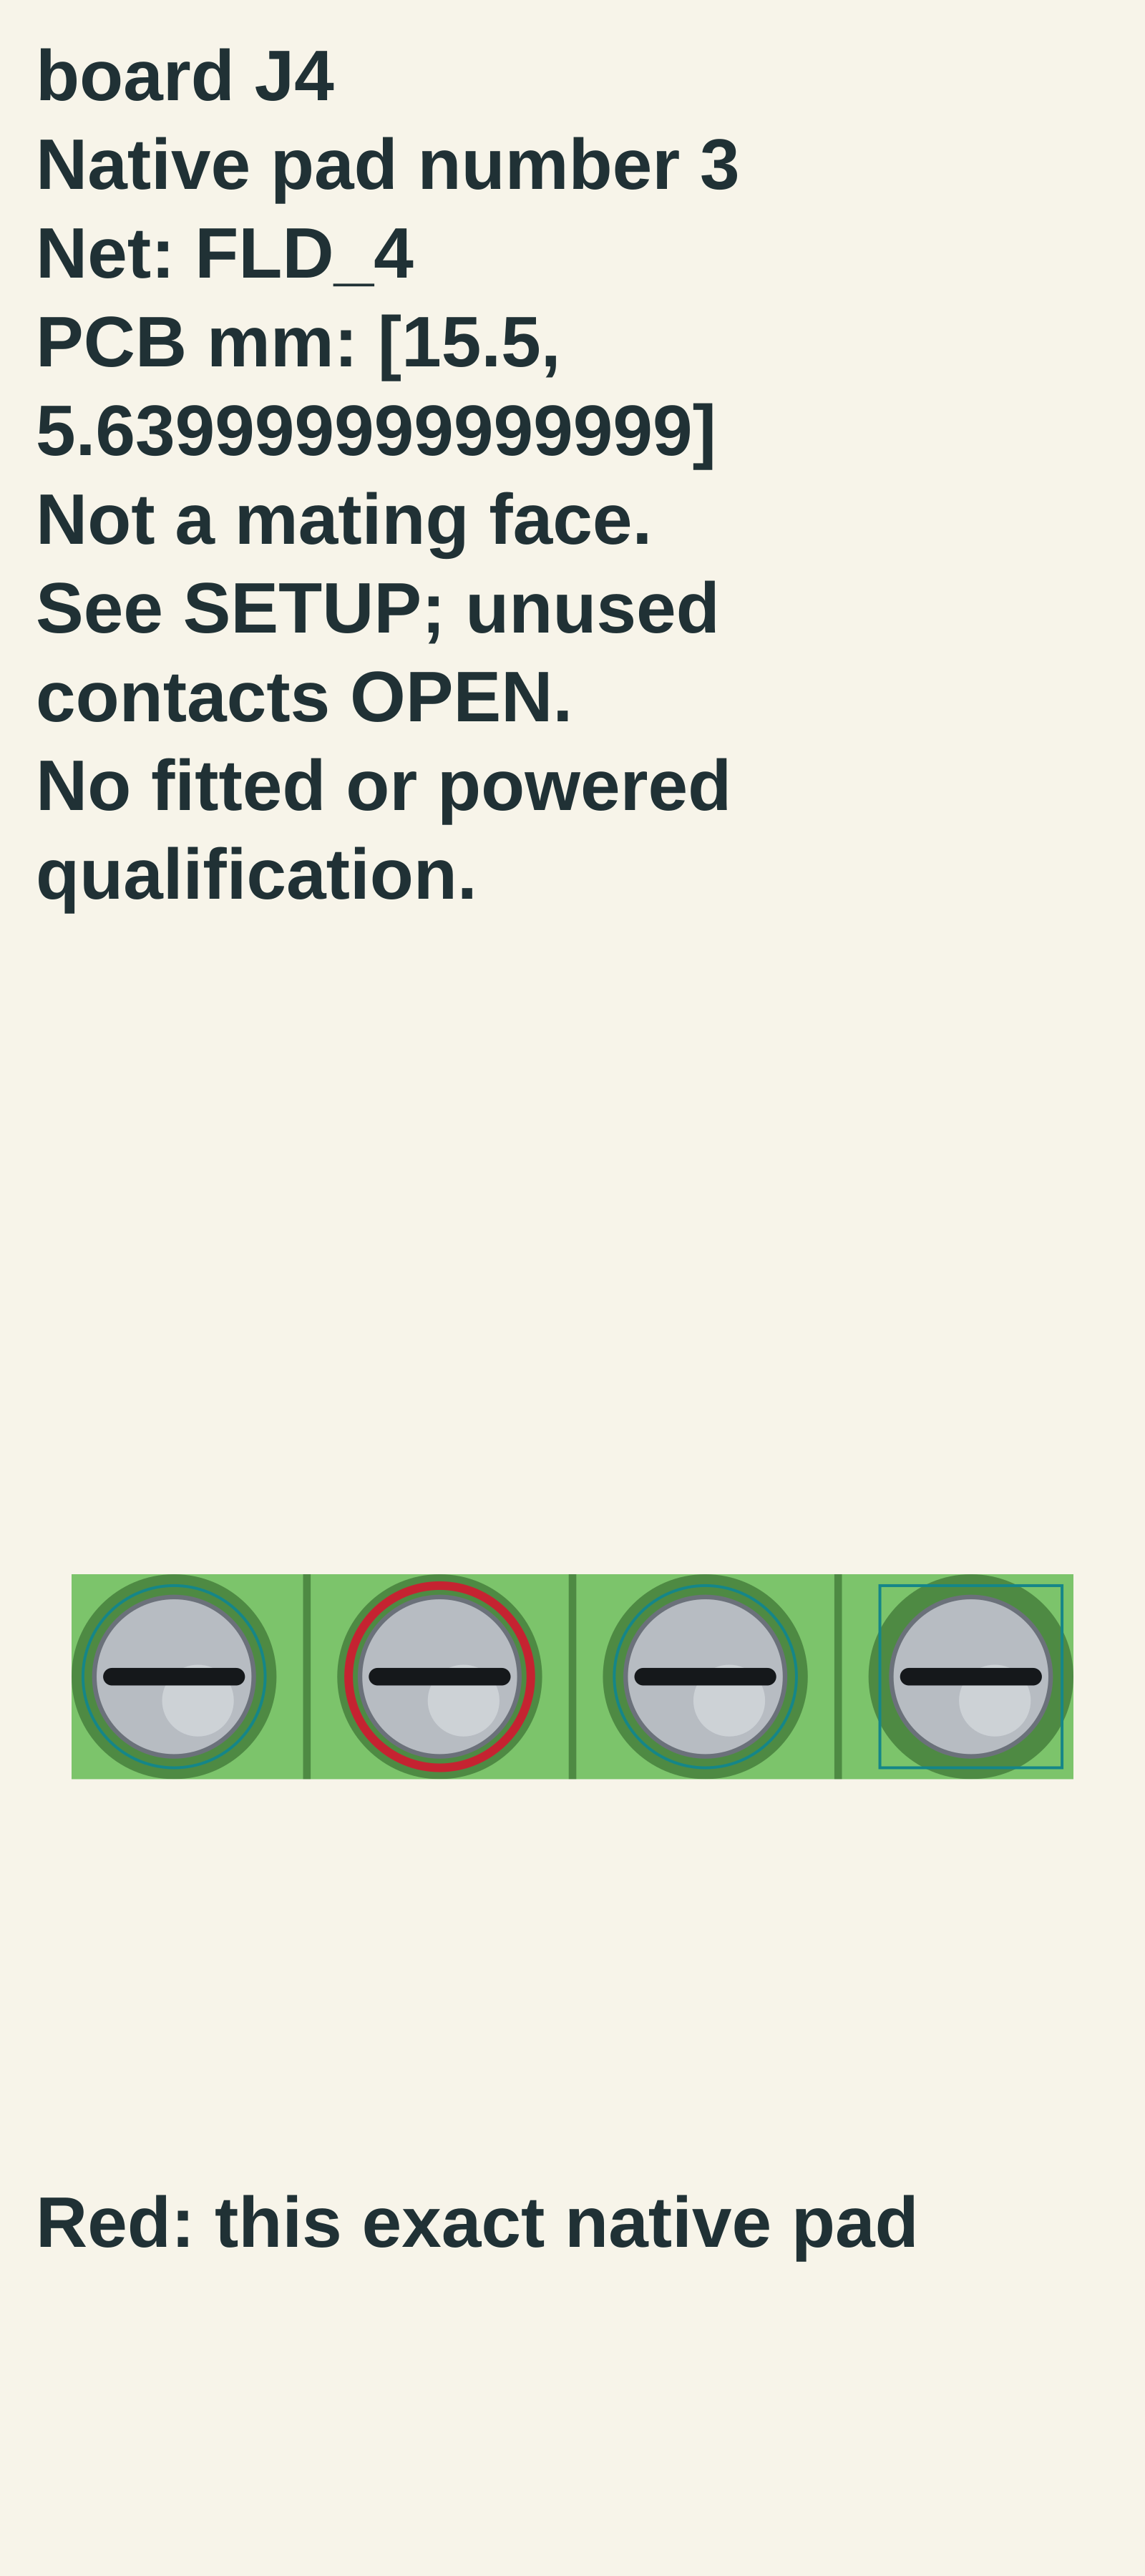 board J4
Native pad number 3
Net: FLD_4
PCB mm: [15.5,
5.639999999999999]
Not a mating face.
See SETUP; unused
contacts OPEN.
No fitted or powered
qualification.
Red: this exact native pad